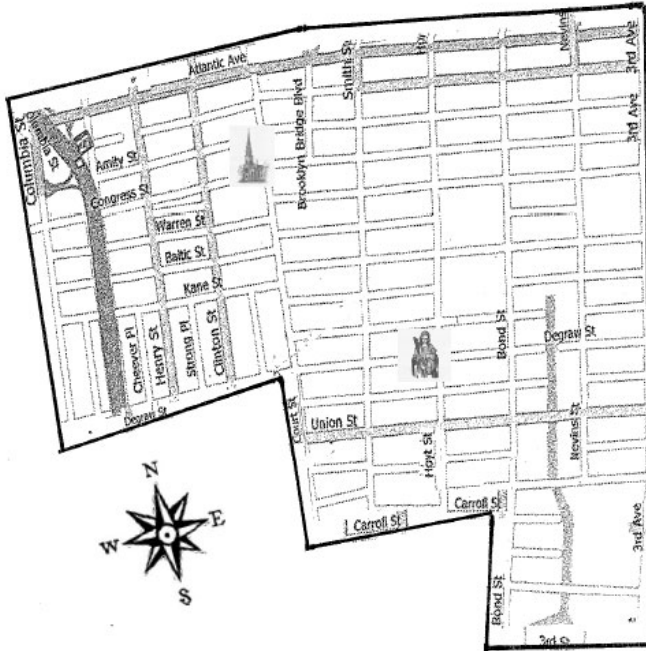 Atlantic Ave
Smith St
Nevins
3rd Ave
Columbia St
Brooklyn Bridge Blvd
3rd Ave
Amity St
Congress St
Warren St
Baltic St
Kane St
Cheever Pl
Henry St
Strong Pl
Clinton St
Bond St
Degraw St
Degraw St
Court St
Union St
Hoyt St
Nevins St
Carroll St
Carroll St
3rd Ave
Bond St
3rd St
N
E
W
S